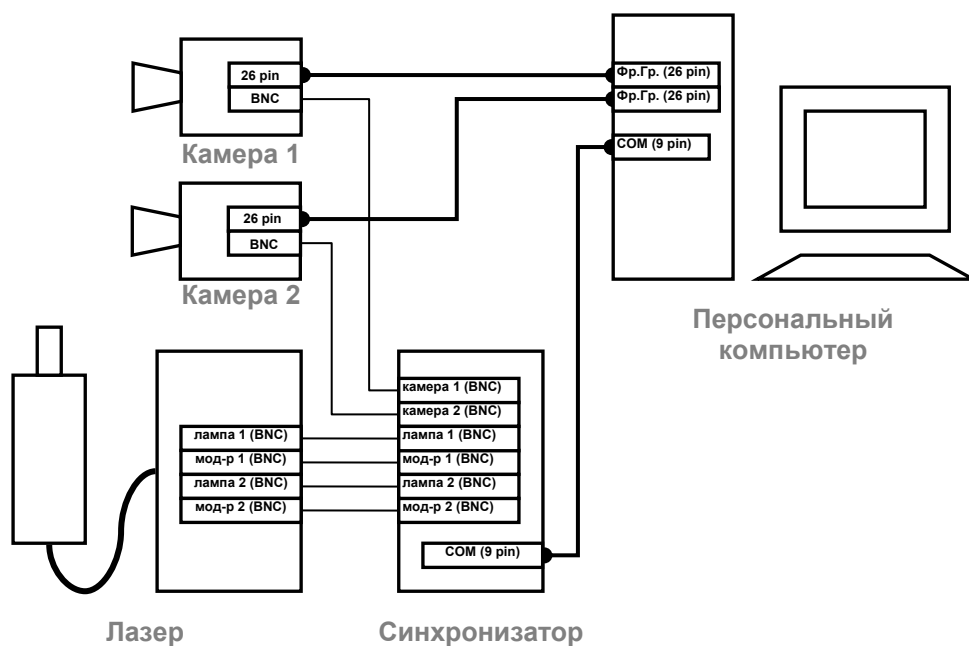 26 pin
BNC
Камера 1
26 pin
BNC
Камера 2
Фр.Гр. (26 pin)
Фр.Гр. (26 pin)
COM (9 pin)
Персональный
компьютер
лампа 1 (BNC)
мод-р 1 (BNC)
лампа 2 (BNC)
мод-р 2 (BNC)
Лазер
камера 1 (BNC)
камера 2 (BNC)
лампа 1 (BNC)
мод-р 1 (BNC)
лампа 2 (BNC)
мод-р 2 (BNC)
COM (9 pin)
Синхронизатор